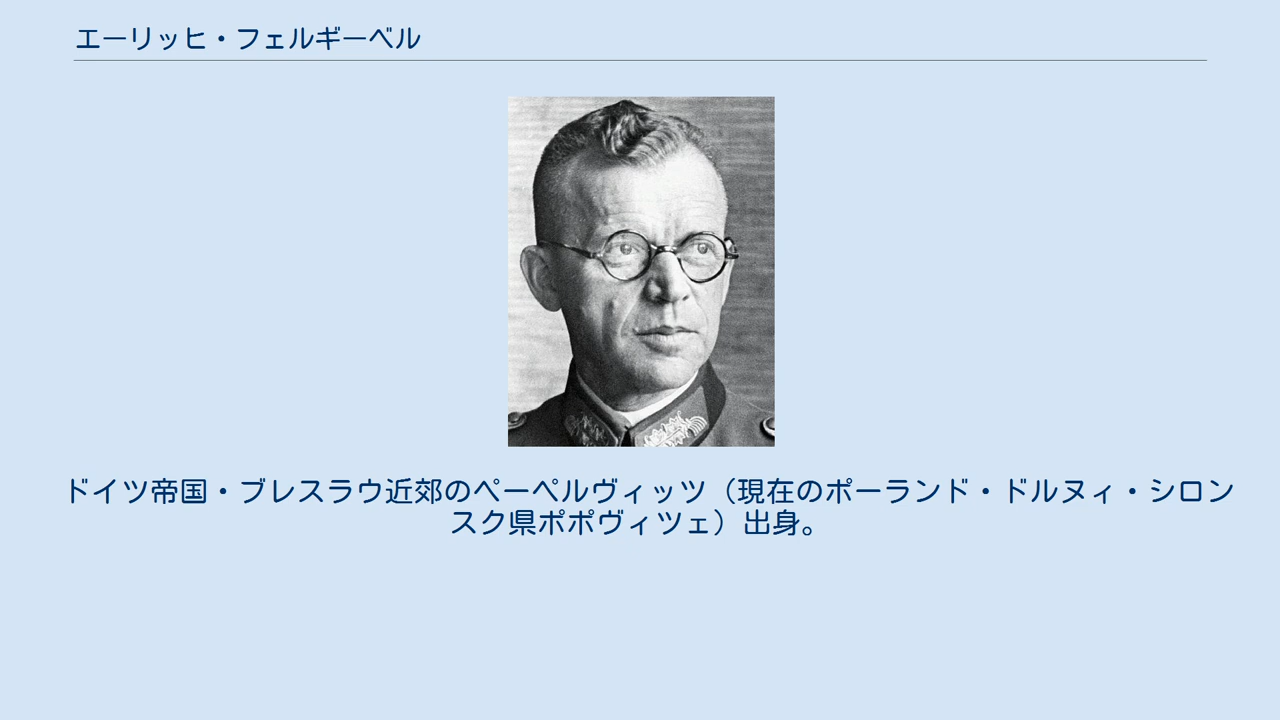 エーリッヒ・フェルギーベル
ドイツ帝国・ブレスラウ近郊のペーペルヴィッツ（現在のポーランド・ドルヌィ・シロン
スク県ポポヴィツェ）出身。